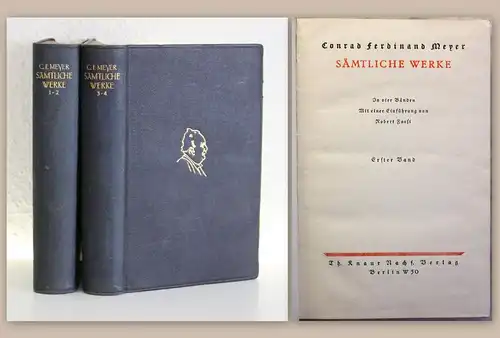 C.F. MEYER
SÄMTLICHE
WERKE
1-2
C.F. MEYER
SÄMTLICHE
WERKE
3-4
Conrad Ferdinand Meyer
SÄMTLICHE WERKE
In vier Bänden
Mit einer Einführung von
Robert Faesi
Erster Band
Th. Knaur Nachf. Verlag
Berlin W 50